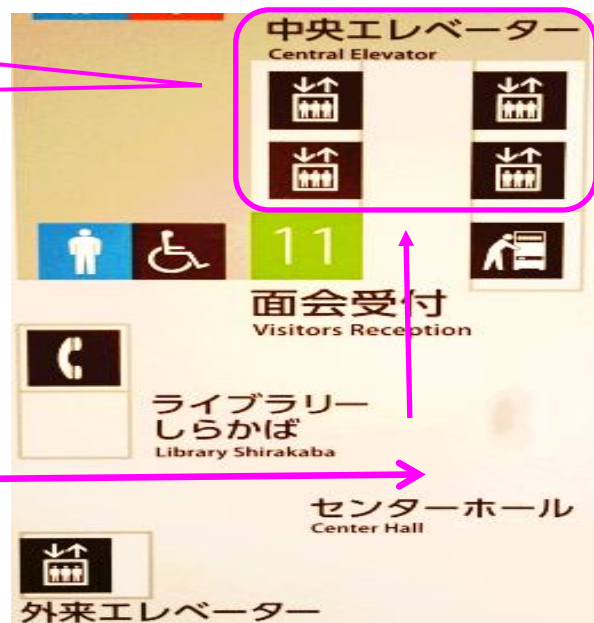 中央エレベーター
Central Elevator
11
面会受付
Visitors Reception
ライブラリー
しらかば
Library Shirakaba
センターホール
Center Hall
外来エレベーター